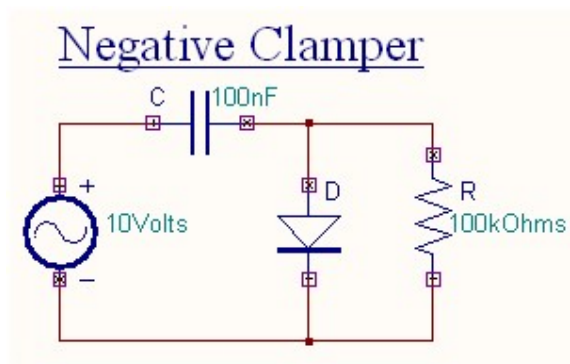 Negative Clamper
C 100nF
+
D
R
10Volts
100kOhms
−